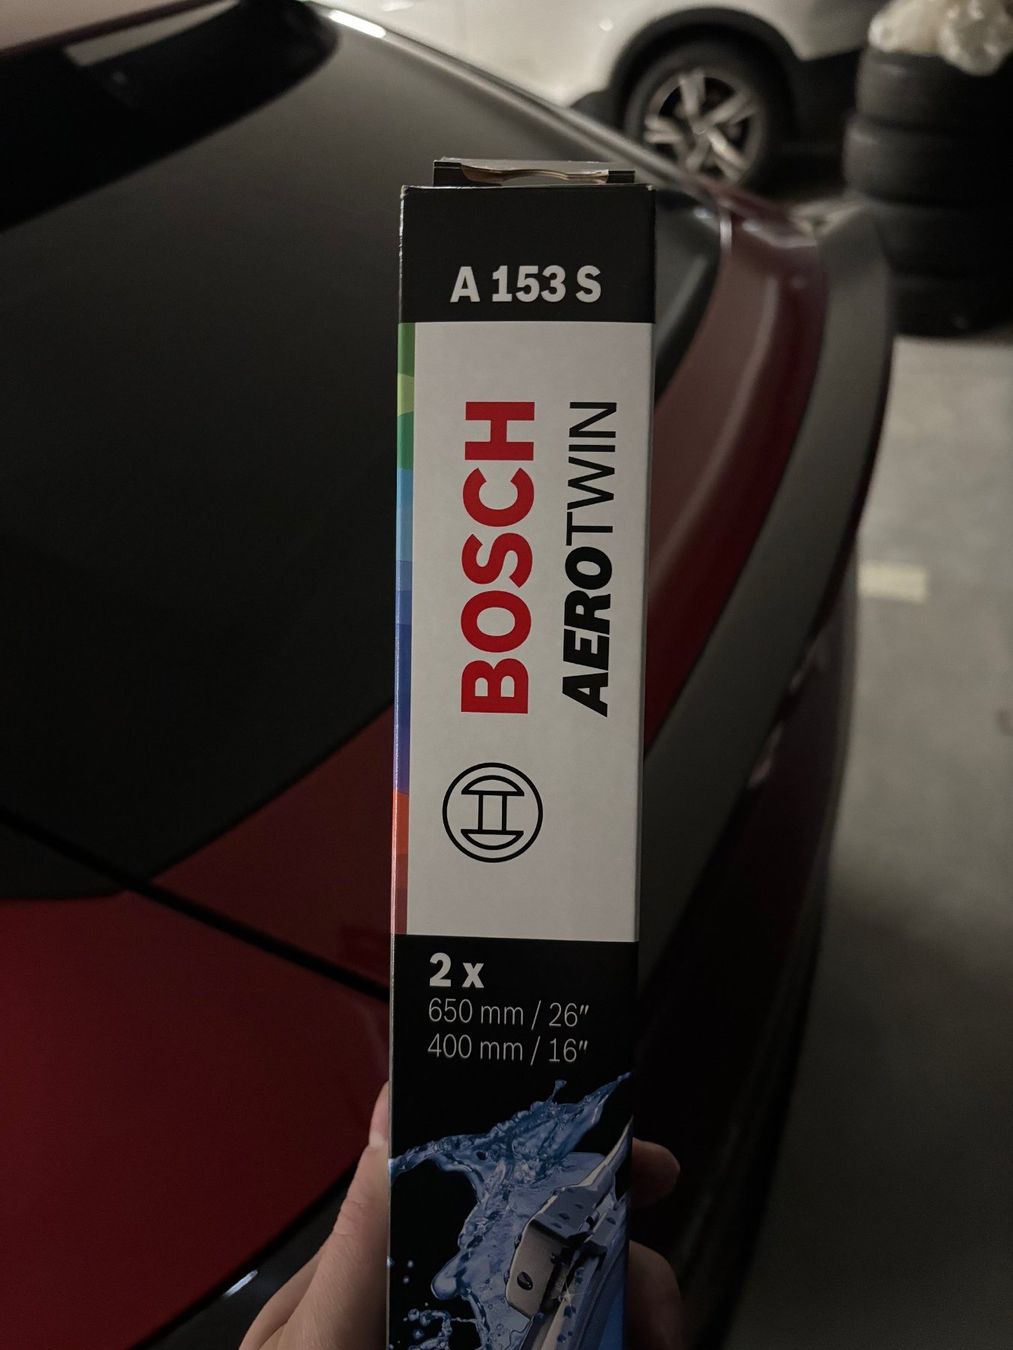 A 153 S
BOSCH
AEROTWIN
2 x
650 mm / 26″
400 mm / 16″